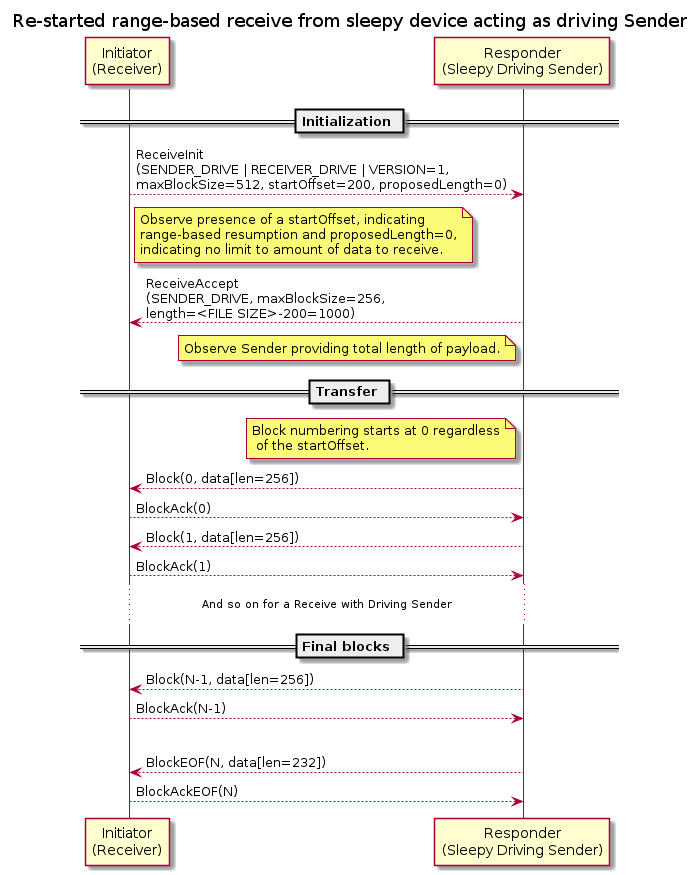 Re-started range-based receive from sleepy device acting as driving Sender
Initiator
(Receiver)
Responder
(Sleepy Driving Sender)
Initialization
ReceiveInit
(SENDER_DRIVE | RECEIVER_DRIVE | VERSION=1,
maxBlockSize=512, startOffset=200, proposedLength=0)
Observe presence of a startOffset, indicating
range-based resumption and proposedLength=0,
indicating no limit to amount of data to receive.
ReceiveAccept
(SENDER_DRIVE, maxBlockSize=256,
length=<FILE SIZE>-200=1000)
Observe Sender providing total length of payload.
Transfer
Block numbering starts at 0 regardless
of the startOffset.
Block(0, data[len=256])
BlockAck(0)
Block(1, data[len=256])
BlockAck(1)
And so on for a Receive with Driving Sender
Final blocks
Block(N-1, data[len=256])
BlockAck(N-1)
BlockEOF(N, data[len=232])
BlockAckEOF(N)
Initiator
(Receiver)
Responder
(Sleepy Driving Sender)